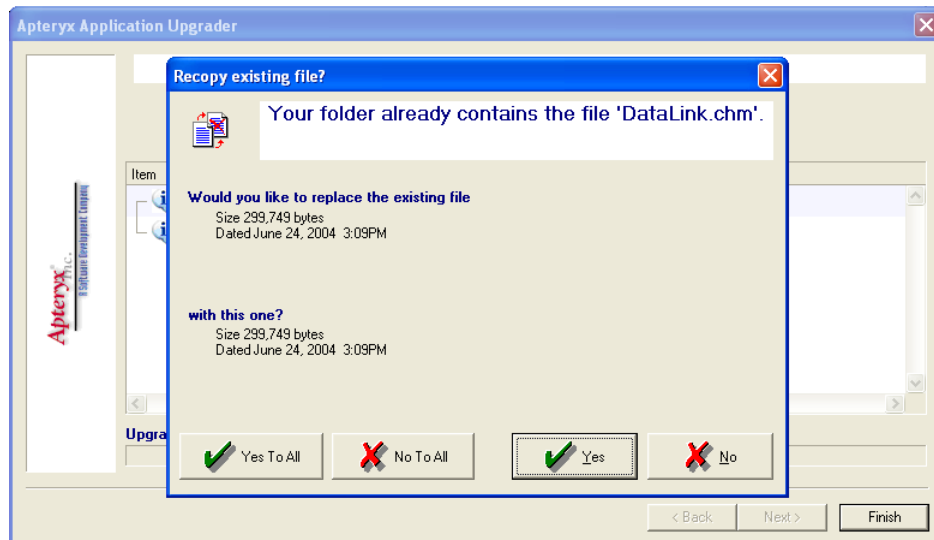 Apteryx Application Upgrader
Recopy existing file?
Your folder already contains the file 'DataLink.chm'.
Item
Would you like to replace the existing file
Size 299,749 bytes
Dated June 24, 2004 3:09PM
with this one?
Size 299,749 bytes
Dated June 24, 2004 3:09PM
Apteryx Inc.
A Software Development Company
Upgra
Yes To All
No To All
Yes
No
< Back
Next >
Finish